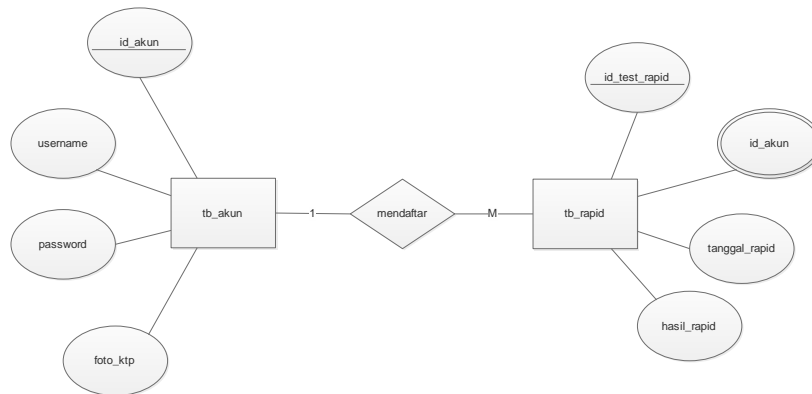 id_akun
id_test_rapid
username
id_akun
tb_akun
1
mendaftar
M
tb_rapid
password
tanggal_rapid
hasil_rapid
foto_ktp